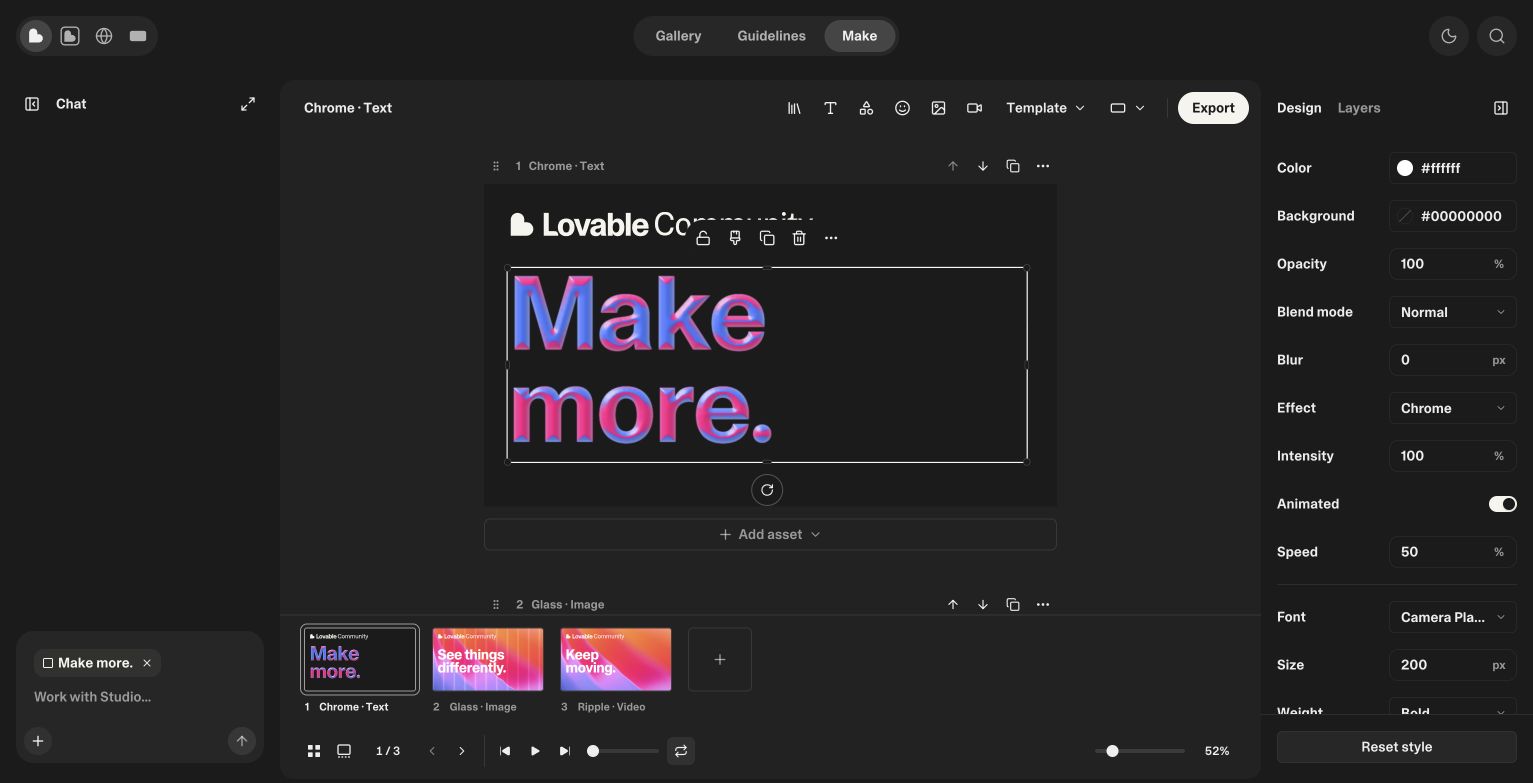 Gallery
Guidelines
Make
Chat
Chrome · Text
Template
Export
Design
Layers
1 Chrome · Text
Lovable Community
Make
more.
Add asset
2 Glass · Image
Color
#ffffff
Background
#00000000
Opacity
100 %
Blend mode
Normal
Blur
0 px
Effect
Chrome
Intensity
100 %
Animated
Speed
50 %
Font
Camera Pla...
Size
200 px
Weight
Bold
Reset style
Make more.
Work with Studio...
Lovable Community
Make
more.
1 Chrome · Text
Lovable Community
See things
differently.
2 Glass · Image
Lovable Community
Keep
moving.
3 Ripple · Video
1 / 3
52%